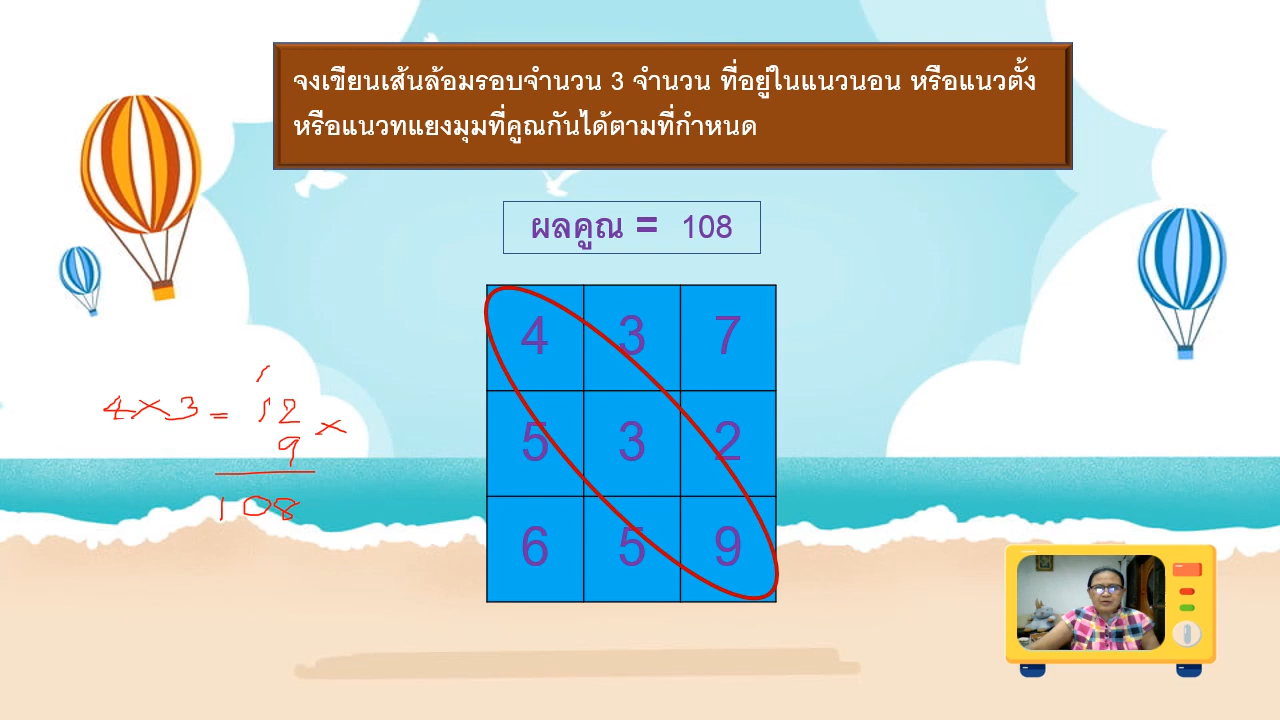 จงเขียนเส้นล้อมรอบจำนวน 3 จำนวน ที่อยู่ในแนวนอน หรือแนวตั้ง
หรือแนวทแยงมุมที่คูณกันได้ตามที่กำหนด
ผลคูณ = 108
4 3 7
5 3 2
6 5 9
1
4 × 3 = 12 ×
9
108